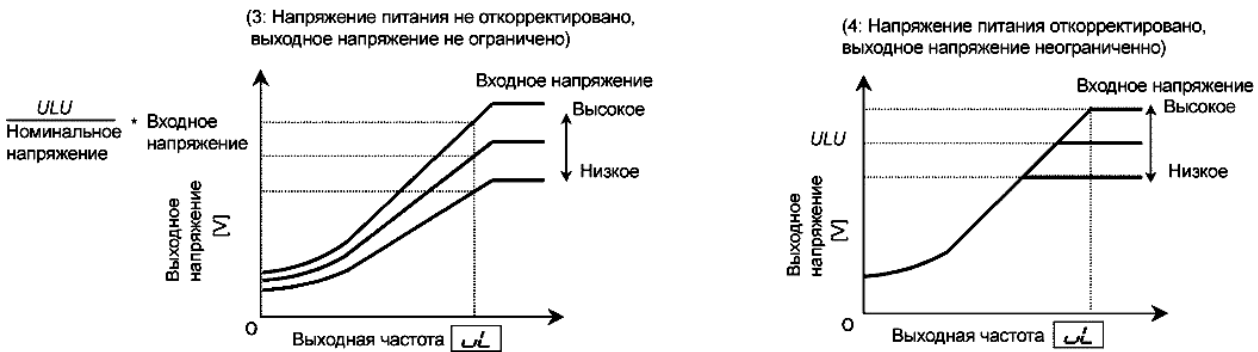 (3: Напряжение питания не откорректировано,
выходное напряжение не ограничено)
Входное напряжение
Высокое
Низкое
ULU
Номинальное
напряжение
* Входное
напряжение
Выходное
напряжение
[V]
O
Выходная частота uL
(4: Напряжение питания откорректировано,
выходное напряжение неограниченно)
Входное напряжение
Высокое
ULU
Низкое
Выходное
напряжение
[V]
O
Выходная частота uL